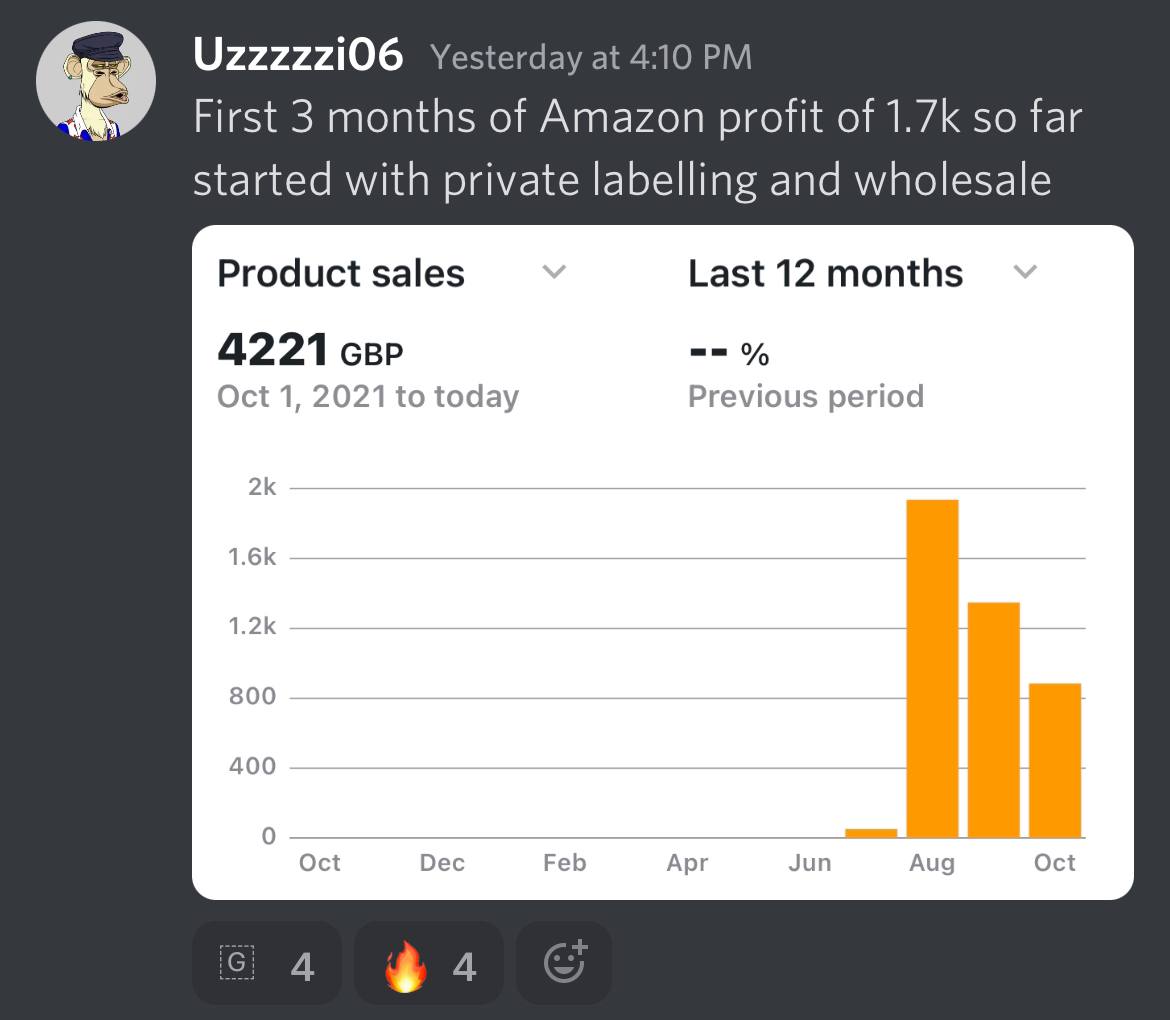 Uzzzzzi06 Yesterday at 4:10 PM
First 3 months of Amazon profit of 1.7k so far
started with private labelling and wholesale
Product sales Last 12 months
4221 GBP -- %
Oct 1, 2021 to today Previous period
2k
1.6k
1.2k
800
400
0
Oct Dec Feb Apr Jun Aug Oct
G 4 4